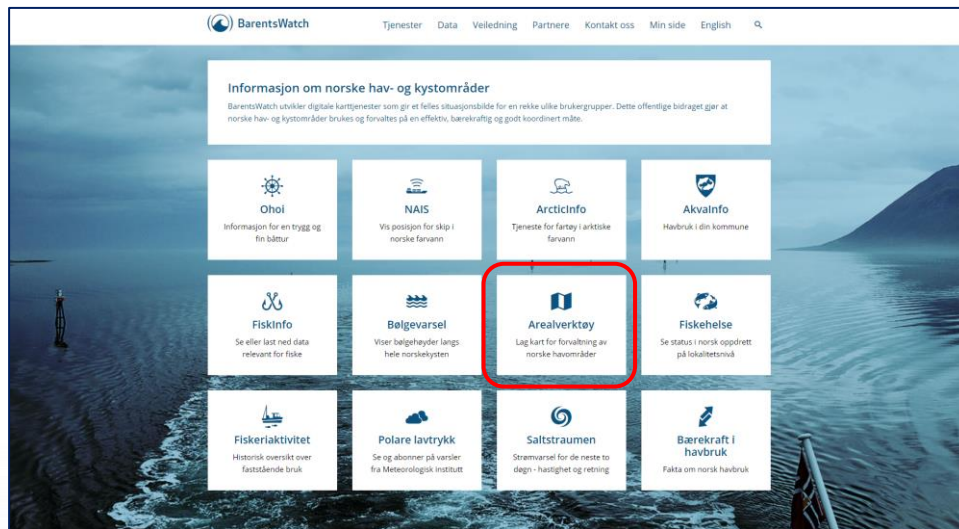 BarentsWatch
Tjenester Data Veiledning Partnere Kontakt oss Min side English
Informasjon om norske hav- og kystområder
BarentsWatch utvikler digitale karttjenester som gir et felles situasjonsbilde for en rekke ulike brukergrupper. Dette offentlige bidraget gjør at
norske hav- og kystområder brukes og forvaltes på en effektiv, bærekraftig og godt koordinert måte.
Ohoi
Informasjon for en trygg og
fin båttur
NAIS
Vis posisjon for skip i
norske farvann
ArcticInfo
Tjeneste for fartøy i arktiske
farvann
AkvaInfo
Havbruk i din kommune
FiskInfo
Se eller last ned data
relevant for fiske
Bølgevarsel
Viser bølgehøyder langs
hele norskekysten
Arealverktøy
Lag kart for forvaltning av
norske havområder
Fiskehelse
Se status i norsk oppdrett
på lokalitetsnivå
Fiskeriaktivitet
Historisk oversikt over
faststående bruk
Polare lavtrykk
Se og abonner på varsler
fra Meteorologisk institutt
Saltstraumen
Strømvarsel for de neste to
døgn - hastighet og retning
Bærekraft i
havbruk
Fakta om norsk havbruk